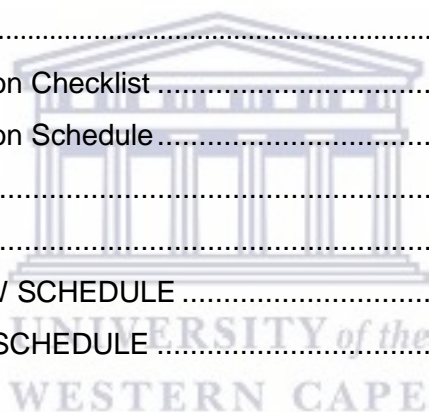 ..............................................
on Checklist ..............................
on Schedule..............................
..............................................
..............................................
SCHEDULE ..............................
SCHEDULE ..............................
UNIVERSITY of the
WESTERN CAPE